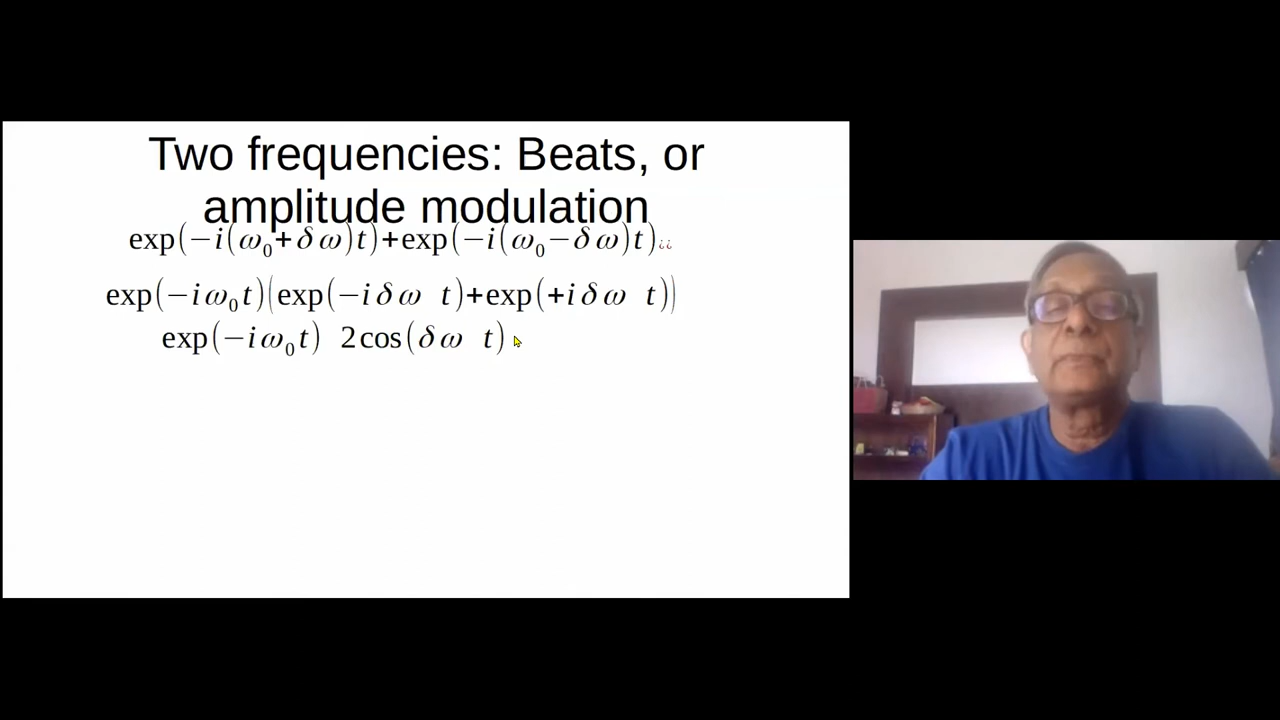 Two frequencies: Beats, or
amplitude modulation
exp(−i(ω₀+δω)t)+exp(−i(ω₀−δω)t)¿¿
exp(−iω₀t)(exp(−iδω t)+exp(+iδω t))
exp(−iω₀t) 2cos(δω t)